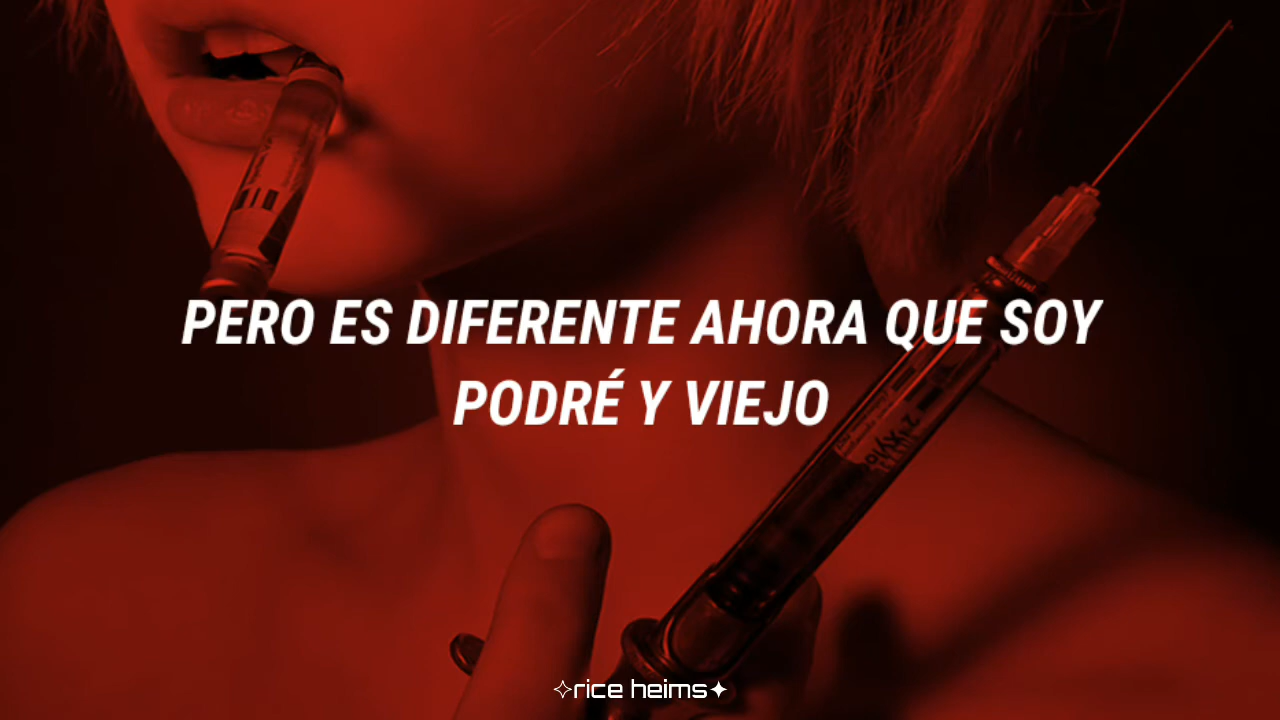 PERO ES DIFERENTE AHORA QUE SOY
PODRÉ Y VIEJO
✧rice heims✦